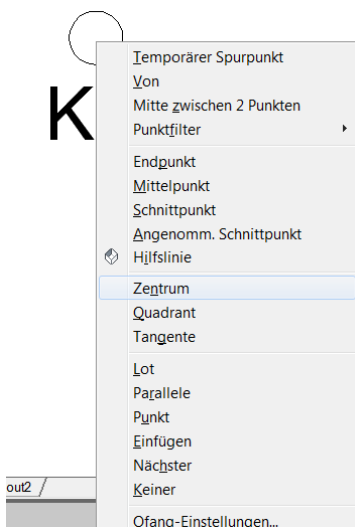 K
Temporärer Spurpunkt
Von
Mitte zwischen 2 Punkten
Punktfilter
Endpunkt
Mittelpunkt
Schnittpunkt
Angenomm. Schnittpunkt
Hilfslinie
Zentrum
Quadrant
Tangente
Lot
Parallele
Punkt
Einfügen
Nächster
Keiner
out2
Ofang-Einstellungen...